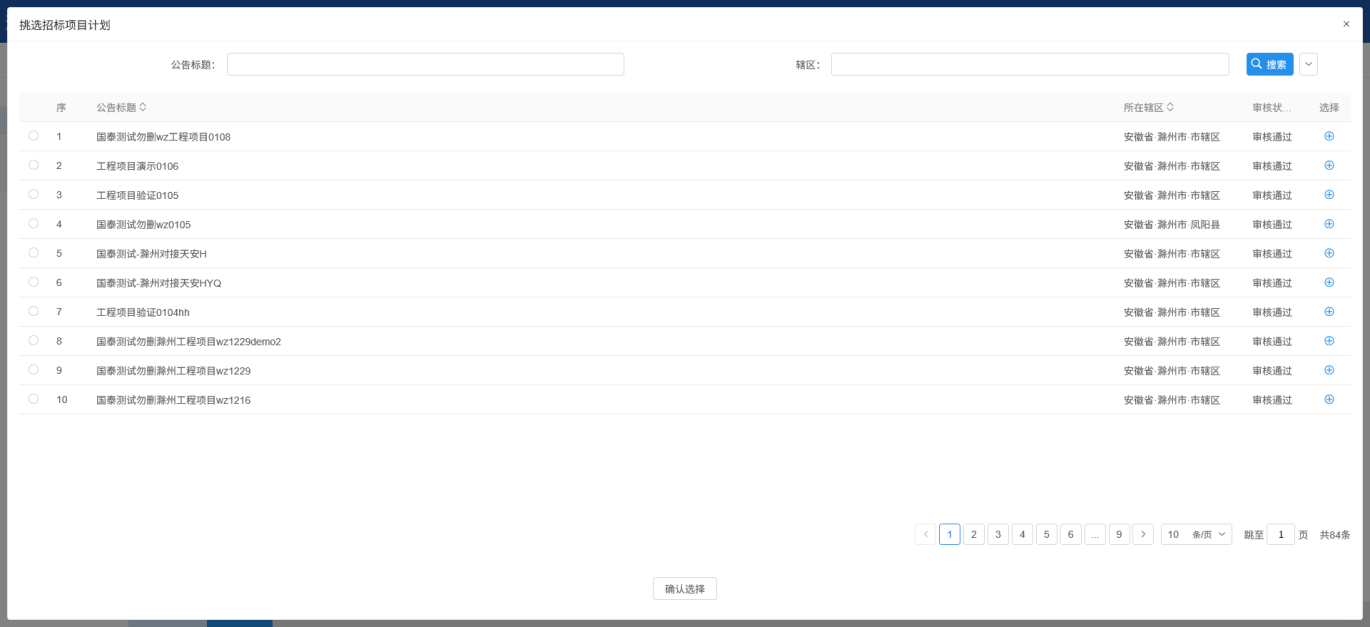 挑选招标项目计划
公告标题： 辖区： 搜索
序 公告标题 所在辖区 审核状... 选择
1 国泰测试勿删wz工程项目0108 安徽省·滁州市·市辖区 审核通过
2 工程项目演示0106 安徽省·滁州市·市辖区 审核通过
3 工程项目验证0105 安徽省·滁州市·市辖区 审核通过
4 国泰测试勿删wz0105 安徽省·滁州市·凤阳县 审核通过
5 国泰测试-滁州对接天安H 安徽省·滁州市·市辖区 审核通过
6 国泰测试-滁州对接天安HYQ 安徽省·滁州市·市辖区 审核通过
7 工程项目验证0104hh 安徽省·滁州市·市辖区 审核通过
8 国泰测试勿删滁州工程项目wz1229demo2 安徽省·滁州市·市辖区 审核通过
9 国泰测试勿删滁州工程项目wz1229 安徽省·滁州市·市辖区 审核通过
10 国泰测试勿删滁州工程项目wz1216 安徽省·滁州市·市辖区 审核通过
1 2 3 4 5 6 ... 9 10 条/页 跳至 1 页 共84条
确认选择